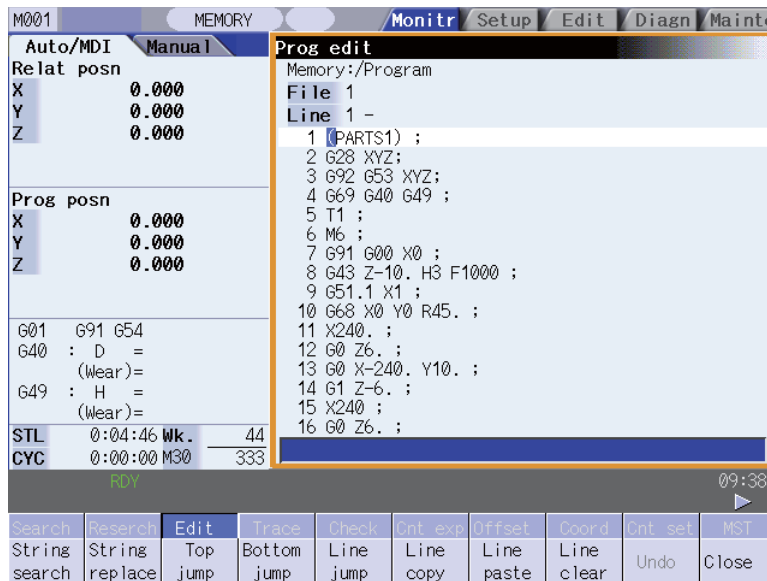 M001 MEMORY Monitr Setup Edit Diagn Maint
Auto/MDI Manual
Relat posn
X 0.000
Y 0.000
Z 0.000
Prog posn
X 0.000
Y 0.000
Z 0.000
G01 G91 G54
G40 : D =
(Wear)=
G49 : H =
(Wear)=
STL 0:04:46 Wk. 44
CYC 0:00:00 M30 333
Prog edit
Memory:/Program
File 1
Line 1 -
1 (PARTS1) ;
2 G28 XYZ;
3 G92 G53 XYZ;
4 G69 G40 G49 ;
5 T1 ;
6 M6 ;
7 G91 G00 X0 ;
8 G43 Z-10. H3 F1000 ;
9 G51.1 X1 ;
10 G68 X0 Y0 R45. ;
11 X240. ;
12 G0 Z6. ;
13 G0 X-240. Y10. ;
14 G1 Z-6. ;
15 X240 ;
16 G0 Z6. ;
RDY 09:38
Search Reserch Edit Trace Check Cnt exp Offset Coord Cnt set MST
String search String replace Top jump Bottom jump Line jump Line copy Line paste Line clear Undo Close